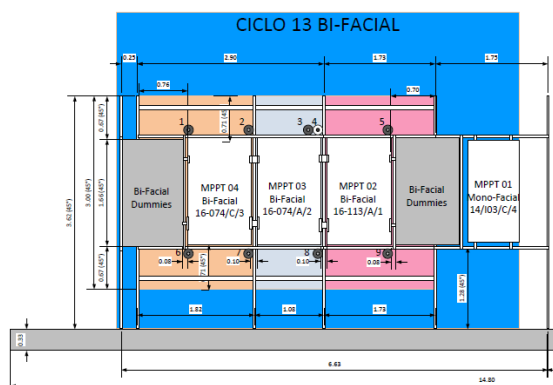 CICLO 13 BI-FACIAL
0.25
2.90
1.73
1.75
0.76
0.70
0.67 (45°)
0.71 (45°)
1
2
3
4
5
3.62 (45°)
3.00 (45°)
1.66 (45°)
Bi-Facial
Dummies
MPPT 04
Bi-Facial
16-074/C/3
MPPT 03
Bi-Facial
16-074/A/2
MPPT 02
Bi-Facial
16-113/A/1
Bi-Facial
Dummies
MPPT 01
Mono-Facial
14/I03/C/4
6
7
8
9
0.08
0.10
0.10
0.08
0.67 (45°)
0.71 (45°)
1.28 (45°)
1.82
1.08
1.73
0.33
6.63
14.80